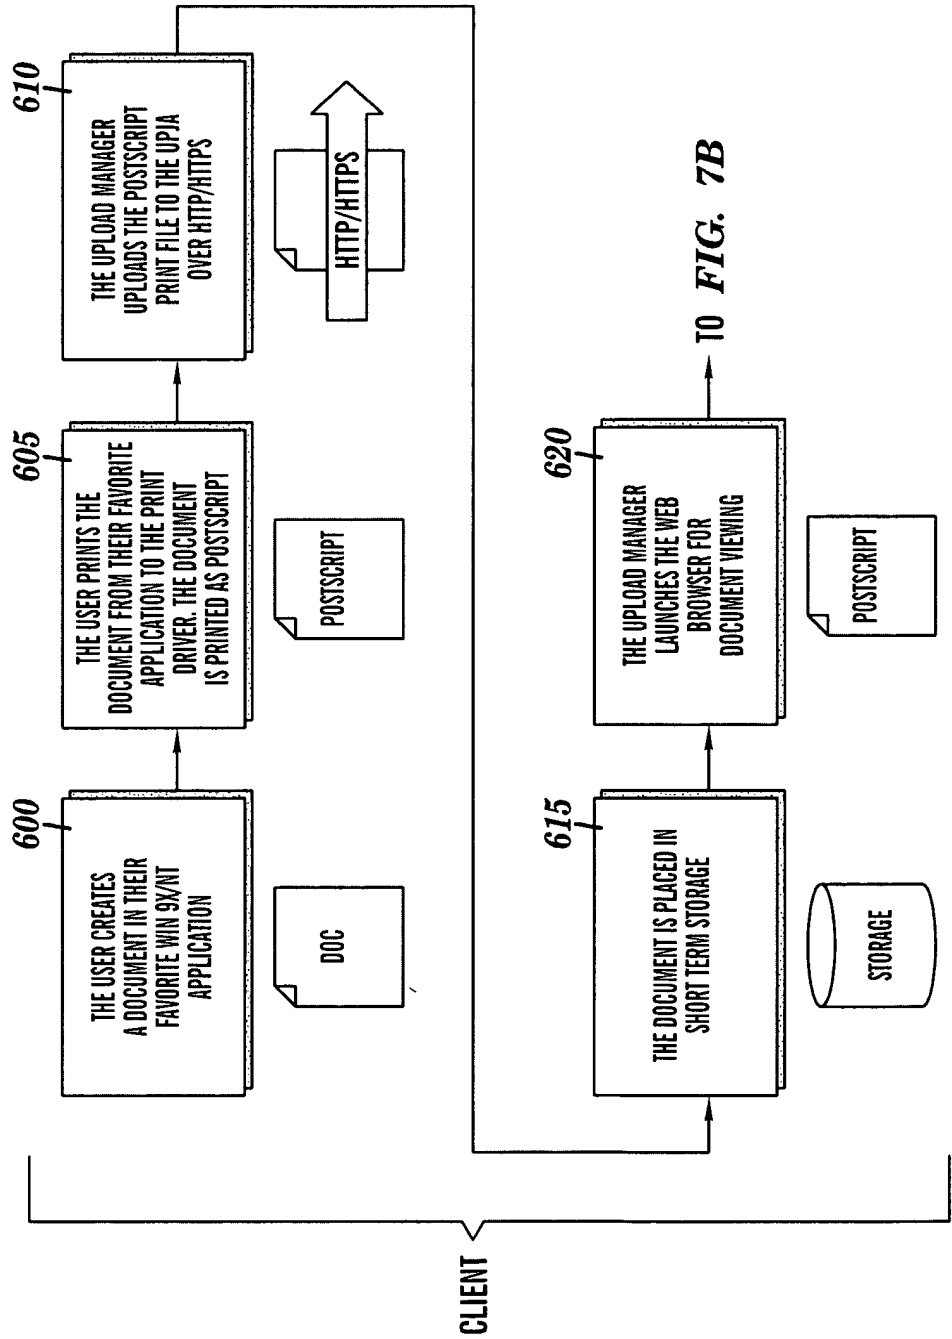 CLIENT
600
THE USER CREATES
A DOCUMENT IN THEIR
FAVORITE WIN 9X/NT
APPLICATION
DOC
605
THE USER PRINTS THE
DOCUMENT FROM THEIR FAVORITE
APPLICATION TO THE PRINT
DRIVER. THE DOCUMENT
IS PRINTED AS POSTSCRIPT
POSTSCRIPT
610
THE UPLOAD MANAGER
UPLOADS THE POSTSCRIPT
PRINT FILE TO THE UPJA
OVER HTTP/HTTPS
HTTP/HTTPS
615
THE DOCUMENT IS PLACED IN
SHORT TERM STORAGE
STORAGE
620
THE UPLOAD MANAGER
LAUNCHES THE WEB
BROWSER FOR
DOCUMENT VIEWING
POSTSCRIPT
TO FIG. 7B